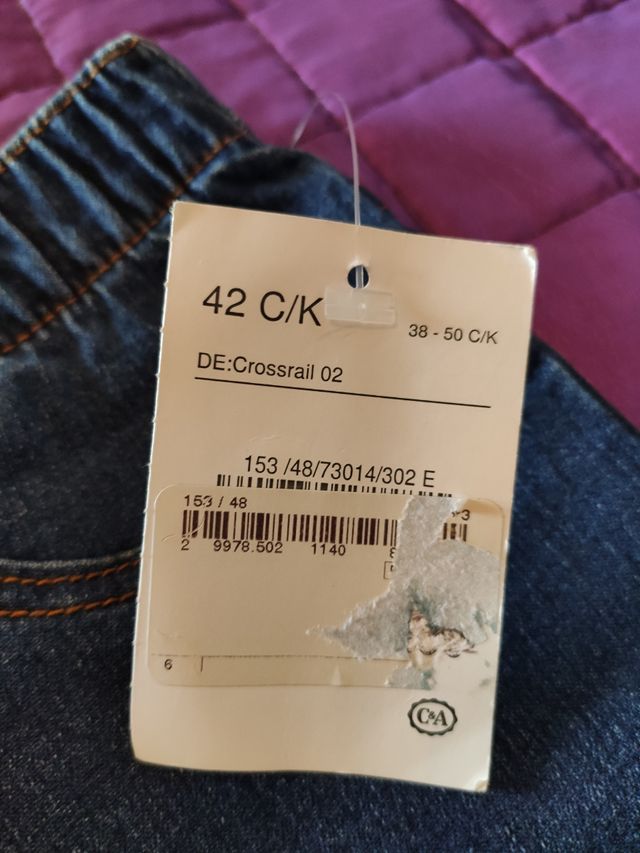 42 C/K
38 - 50 C/K
DE:Crossrail 02
153 /48/73014/302 E
153 / 48
2 9978.502 1140
6
C&A